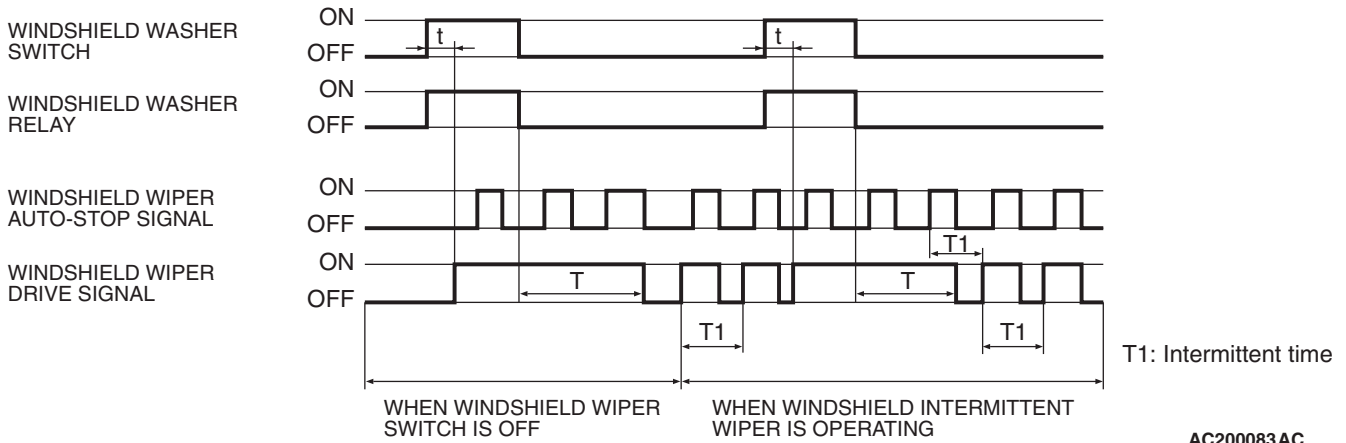 WINDSHIELD WASHER
SWITCH
ON
OFF
t
t
WINDSHIELD WASHER
RELAY
ON
OFF
WINDSHIELD WIPER
AUTO-STOP SIGNAL
ON
OFF
T1
WINDSHIELD WIPER
DRIVE SIGNAL
ON
OFF
T
T
T1
T1
T1: Intermittent time
WHEN WINDSHIELD WIPER
SWITCH IS OFF
WHEN WINDSHIELD INTERMITTENT
WIPER IS OPERATING
AC200083AC